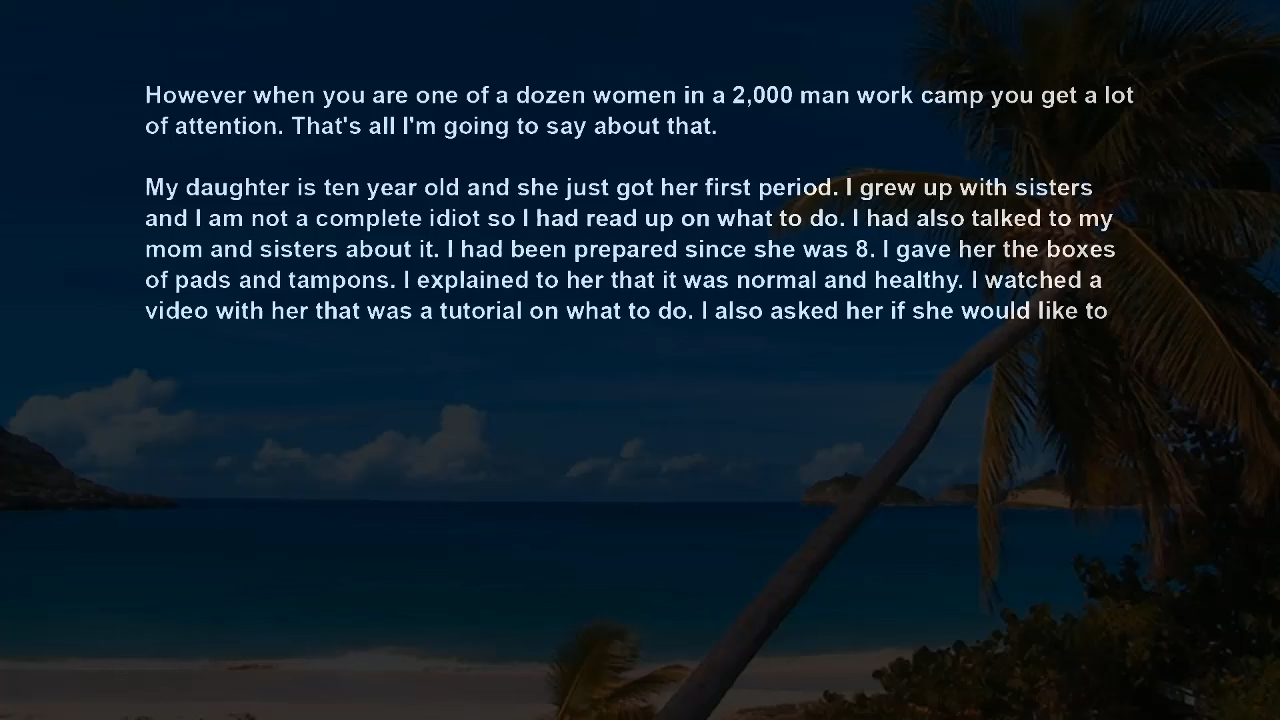 However when you are one of a dozen women in a 2,000 man work camp you get a lot
of attention. That's all I'm going to say about that.
My daughter is ten year old and she just got her first period. I grew up with sisters
and I am not a complete idiot so I had read up on what to do. I had also talked to my
mom and sisters about it. I had been prepared since she was 8. I gave her the boxes
of pads and tampons. I explained to her that it was normal and healthy. I watched a
video with her that was a tutorial on what to do. I also asked her if she would like to